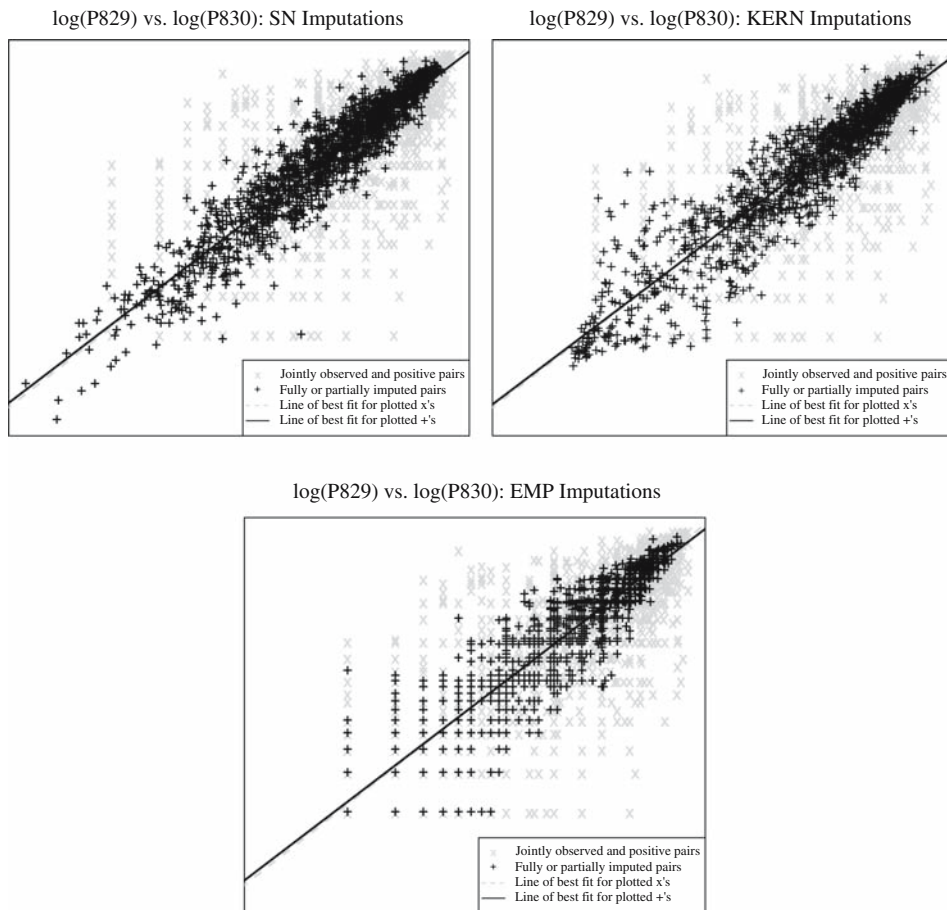 log(P829) vs. log(P830): SN Imputations
Jointly observed and positive pairs
Fully or partially imputed pairs
Line of best fit for plotted x's
Line of best fit for plotted +'s
log(P829) vs. log(P830): KERN Imputations
Jointly observed and positive pairs
Fully or partially imputed pairs
Line of best fit for plotted x's
Line of best fit for plotted +'s
log(P829) vs. log(P830): EMP Imputations
Jointly observed and positive pairs
Fully or partially imputed pairs
Line of best fit for plotted x's
Line of best fit for plotted +'s